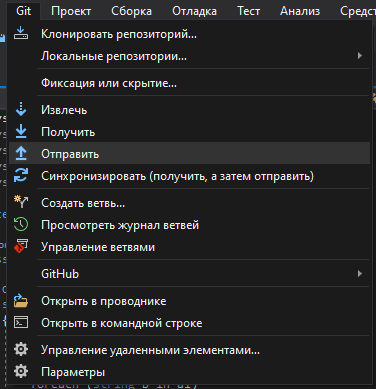 Git Проект Сборка Отладка Тест Анализ Средст
Клонировать репозиторий...
Локальные репозитории...
Фиксация или скрытие...
Извлечь
Получить
Отправить
Синхронизировать (получить, а затем отправить)
Создать ветвь...
Просмотреть журнал ветвей
Управление ветвями
GitHub
Открыть в проводнике
Открыть в командной строке
Управление удаленными элементами...
Параметры